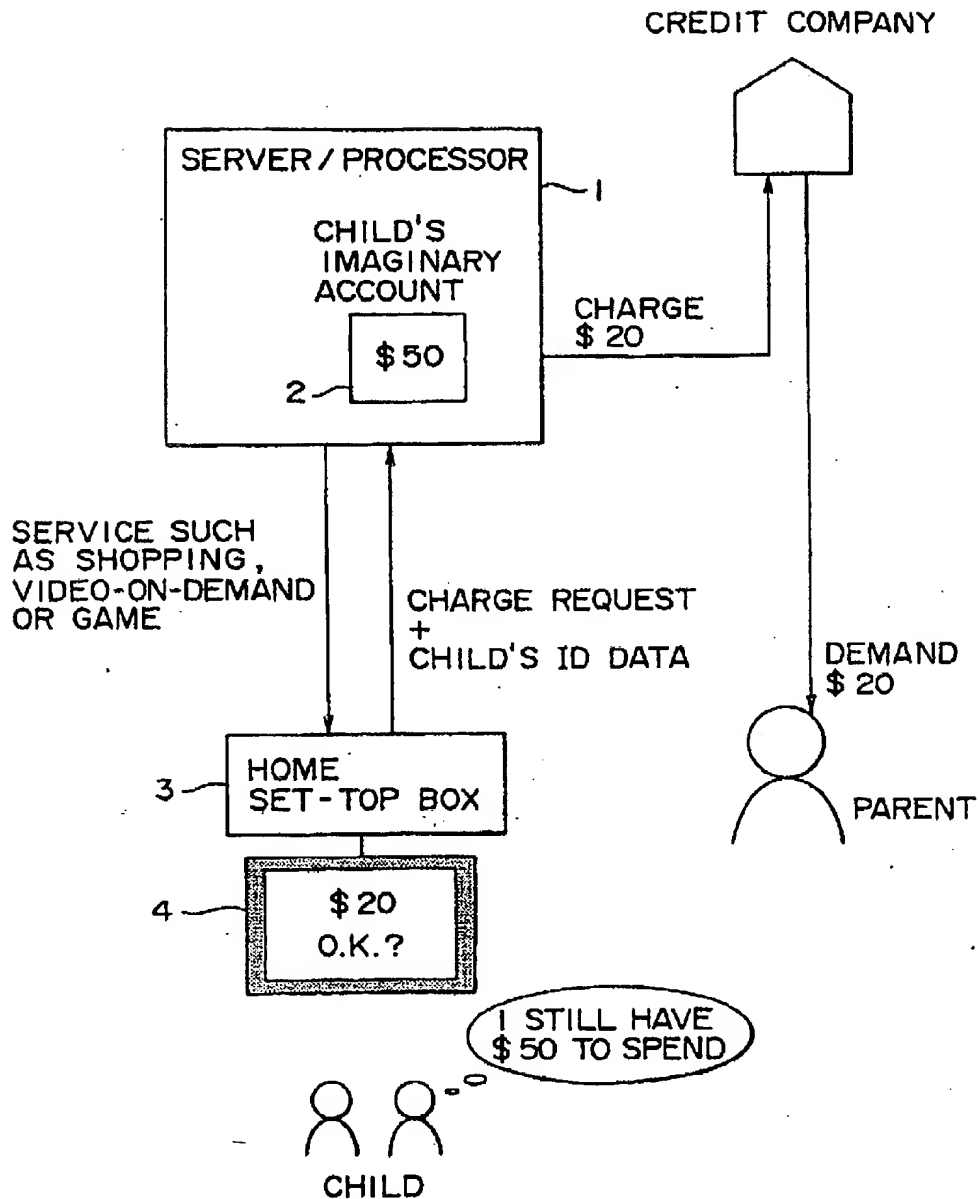 CREDIT COMPANY
SERVER/PROCESSOR
1
CHILD'S
IMAGINARY
ACCOUNT
$50
2
CHARGE
$20
SERVICE SUCH
AS SHOPPING,
VIDEO-ON-DEMAND
OR GAME
CHARGE REQUEST
+
CHILD'S ID DATA
DEMAND
$20
PARENT
3
HOME
SET-TOP BOX
4
$20
O.K.?
I STILL HAVE
$50 TO SPEND
CHILD